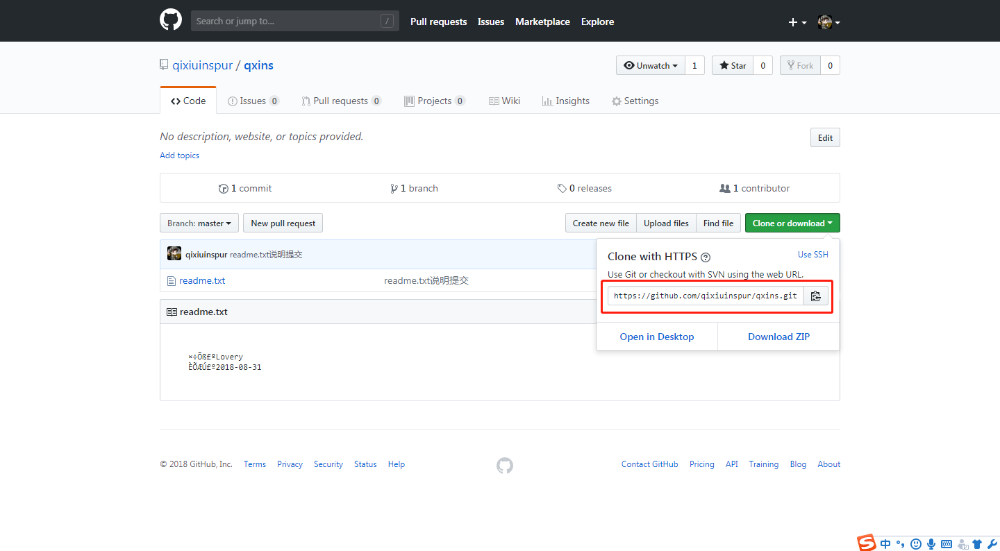 Search or jump to... / Pull requests Issues Marketplace Explore
qixiuinspur / qxins Unwatch 1 Star 0 Fork 0
Code Issues 0 Pull requests 0 Projects 0 Wiki Insights Settings
No description, website, or topics provided. Edit
Add topics
1 commit 1 branch 0 releases 1 contributor
Branch: master New pull request Create new file Upload files Find file Clone or download
qixiuinspur readme.txt说明提交
readme.txt readme.txt说明提交
Clone with HTTPS ? Use SSH
Use Git or checkout with SVN using the web URL.
https://github.com/qixiuinspur/qxins.git
Open in Desktop Download ZIP
readme.txt
×÷Õß£ºLovery
ÈÕÆÚ£º2018-08-31
© 2018 GitHub, Inc. Terms Privacy Security Status Help Contact GitHub Pricing API Training Blog About
S 中